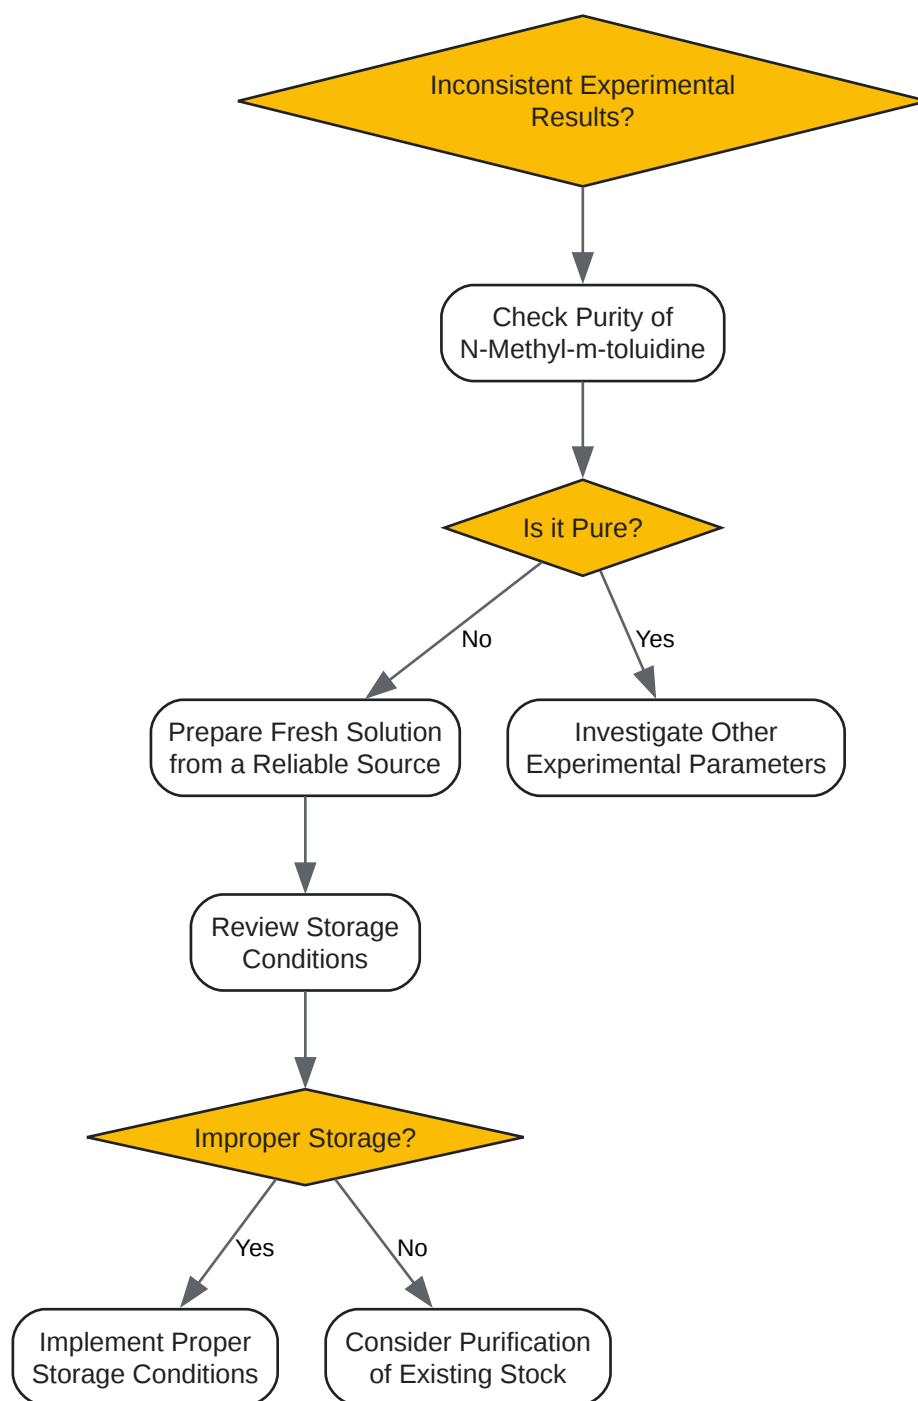 Inconsistent Experimental
Results?
Check Purity of
N-Methyl-m-toluidine
Is it Pure?
No
Yes
Prepare Fresh Solution
from a Reliable Source
Investigate Other
Experimental Parameters
Review Storage
Conditions
Improper Storage?
Yes
No
Implement Proper
Storage Conditions
Consider Purification
of Existing Stock